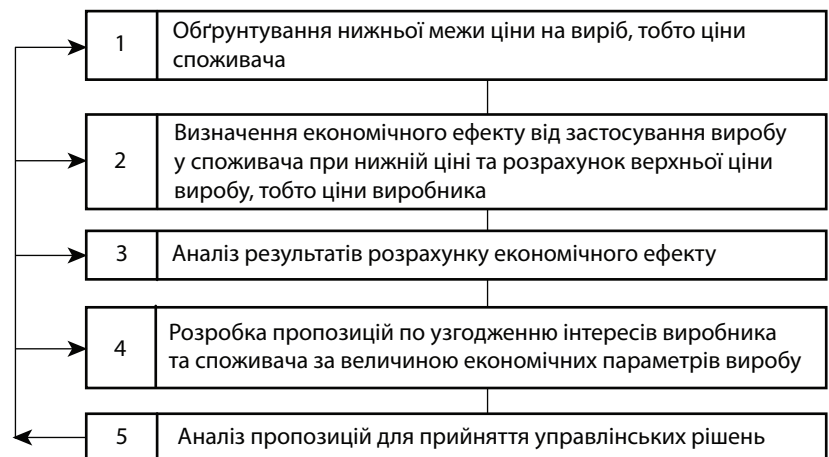 1 Обґрунтування нижньої межи ціни на виріб, тобто ціни
споживача
Визначення економічного ефекту від застосування виробу
2 у споживача при нижній ціні та розрахунок верхньої ціни
виробу, тобто ціни виробника
3 Аналіз результатів розрахунку економічного ефекту
4 Розробка пропозицій по узгодженню інтересів виробника
та споживача за величиною економічних параметрів виробу
5 Аналіз пропозицій для прийняття управлінських рішень